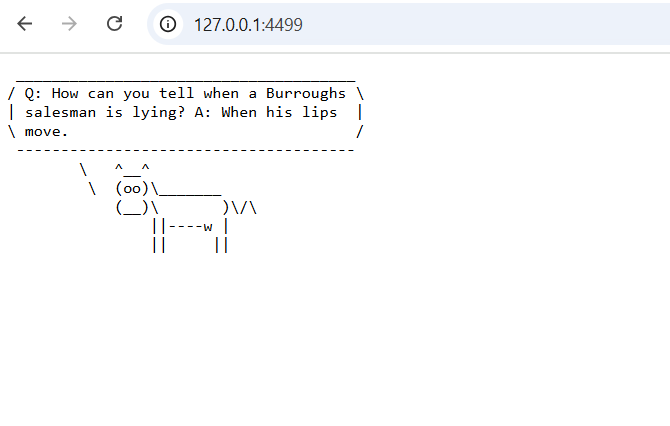 127.0.0.1:4499
 ______________________________________
/ Q: How can you tell when a Burroughs \
| salesman is lying? A: When his lips  |
\ move.                                /
 --------------------------------------
        \   ^__^
         \  (oo)\_______
            (__)\       )\/\
                ||----w |
                ||     ||